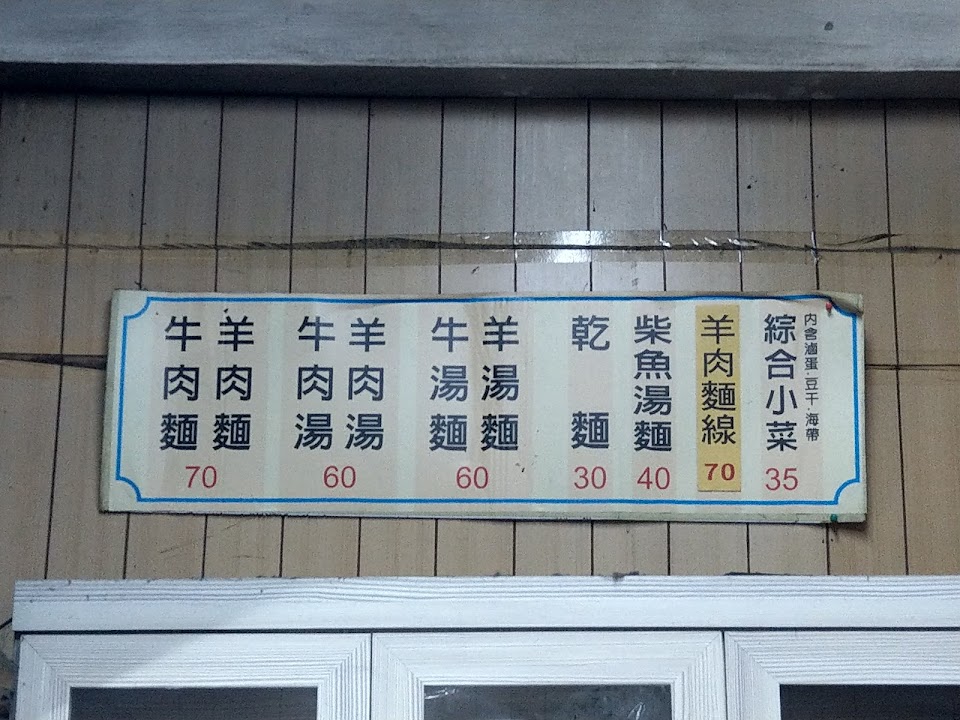 內含滷蛋·豆干·海帶
綜合小菜
35
羊肉麵線
70
柴魚湯麵
40
乾麵
30
羊湯麵
牛湯麵
60
羊肉湯
牛肉湯
60
羊肉麵
牛肉麵
70